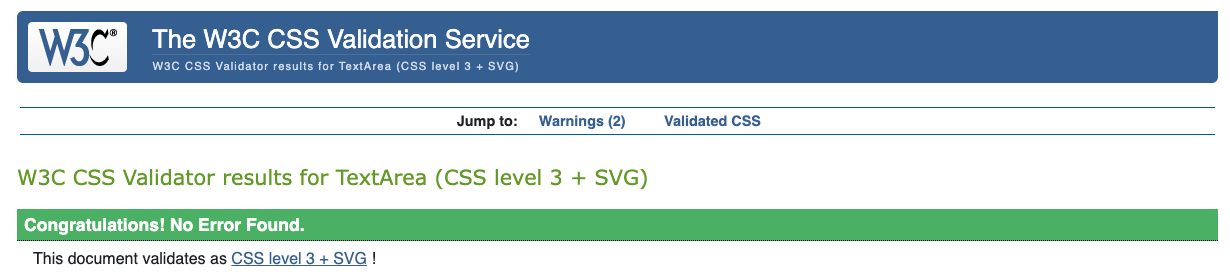 W3C®
The W3C CSS Validation Service
W3C CSS Validator results for TextArea (CSS level 3 + SVG)
Jump to: Warnings (2) Validated CSS
W3C CSS Validator results for TextArea (CSS level 3 + SVG)
Congratulations! No Error Found.
This document validates as CSS level 3 + SVG !